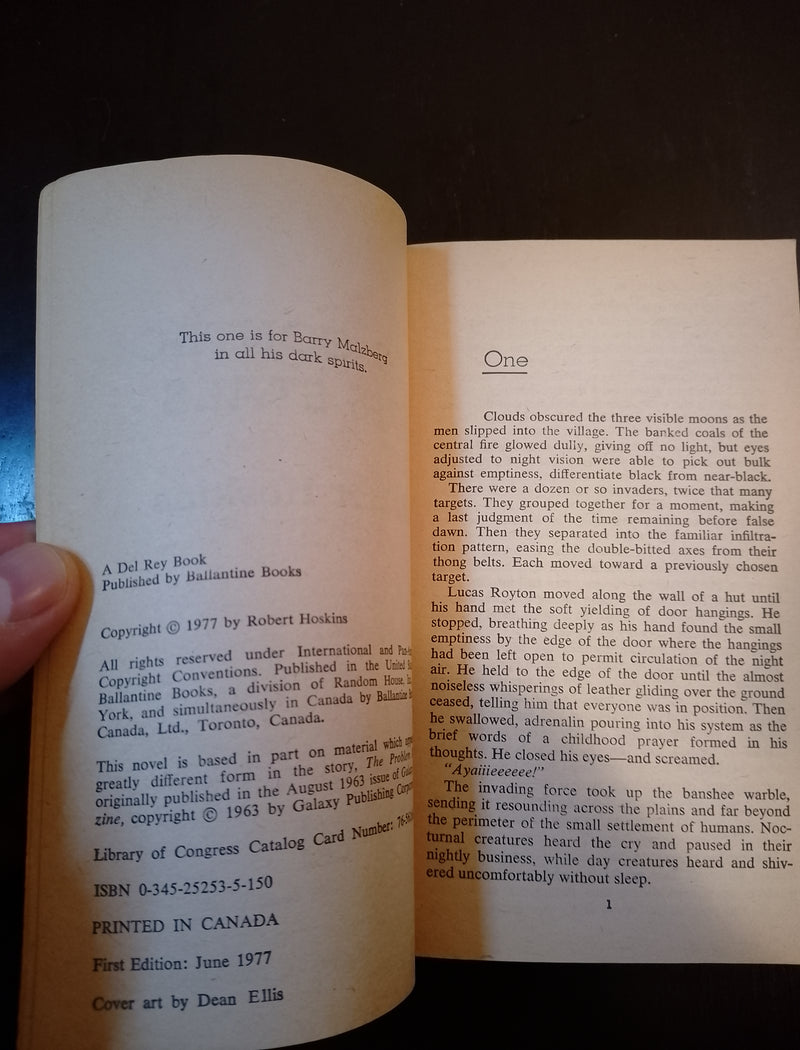 This one is for Barry Malzberg
in all his dark spirits.
A Del Rey Book
Published by Ballantine Books
Copyright © 1977 by Robert Hoskins
All rights reserved under International and
Copyright Conventions. Published in the United
Ballantine Books, a division of Random House,
York, and simultaneously in Canada by Ballantine
Canada, Ltd., Toronto, Canada.
This novel is based in part on material which
greatly different form in the story, The
originally published in the August 1963 issue of
zine, copyright © 1963 by Galaxy Publishing
Library of Congress Catalog Card Number:
ISBN 0-345-25253-5-150
PRINTED IN CANADA
First Edition: June 1977
Cover art by Dean Ellis
One
Clouds obscured the three visible moons as the
men slipped into the village. The banked coals of the
central fire glowed dully, giving off no light, but eyes
adjusted to night vision were able to pick out bulk
against emptiness, differentiate black from near-black.
There were a dozen or so invaders, twice that many
targets. They grouped together for a moment, making
a last judgment of the time remaining before false
dawn. Then they separated into the familiar infiltra-
tion pattern, easing the double-bitted axes from their
thong belts. Each moved toward a previously chosen
target.
Lucas Royton moved along the wall of a hut until
his hand met the soft yielding of door hangings. He
stopped, breathing deeply as his hand found the small
emptiness by the edge of the door where the hangings
had been left open to permit circulation of the night
air. He held to the edge of the door until the almost
noiseless whisperings of leather gliding over the ground
ceased, telling him that everyone was in position. Then
he swallowed, adrenalin pouring into his system as the
brief words of a childhood prayer formed in his
thoughts. He closed his eyes—and screamed.
"Ayaiiieeeeee!"
The invading force took up the banshee warble,
sending it resounding across the plains and far beyond
the perimeter of the small settlement of humans. Noc-
turnal creatures heard the cry and paused in their
nightly business, while day creatures heard and shiv-
ered uncomfortably without sleep.
1